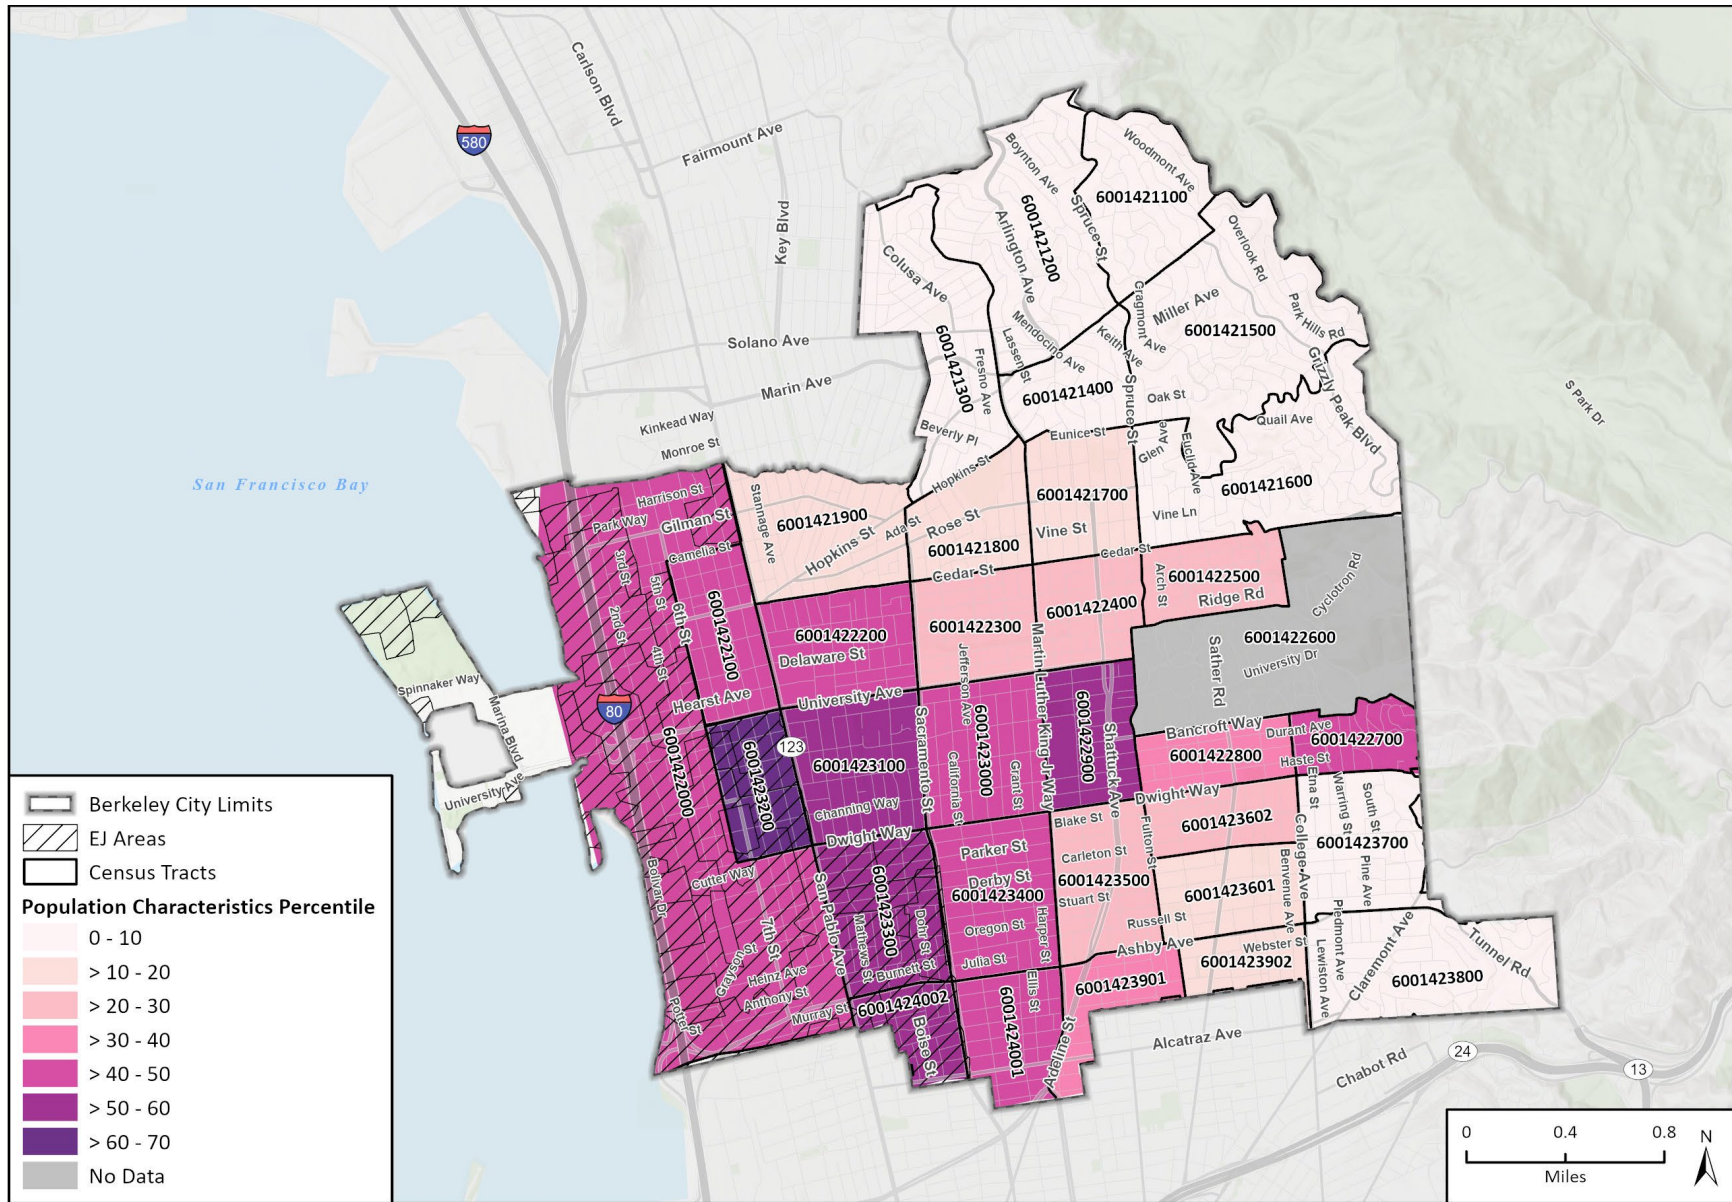 Carlson Blvd
580
Fairmount Ave
Key Blvd
Solano Ave
Marin Ave
Kinkead Way
Monroe St
San Francisco Bay
Boynton Ave
Woodmont Ave
6001421100
6001421200
Spruce St
Arlington Ave
Overlook Rd
Colusa Ave
Park Hills Rd
Cragmont Ave
Miller Ave
6001421500
Mendocino Ave
Keith Ave
Lassen St
Fresno Ave
6001421300
6001421400
Spruce St
Oak St
Grizzly Peak Blvd
S Park Dr
Quail Ave
Beverly Pl
Eunice St
Glen Ave
Euclid Ave
Hopkins St
6001421600
6001421700
Vine Ln
Harrison St
Park Way
Gilman St
Stannage Ave
6001421900
Ada St
Rose St
Vine St
Hopkins St
6001421800
Camelia St
Cedar St
Cedar St
3rd St
5th St
6th St
2nd St
4th St
6001422100
6001422200
Delaware St
6001422300
6001422400
Arch St
6001422500
Ridge Rd
Cyclotron Rd
6001422600
Sather Rd
University Dr
Jefferson Ave
Martin Luther King Jr Way
Spinnaker Way
Marina Blvd
University Ave
80
Hearst Ave
University Ave
6001422000
6001423200
123
6001423100
Channing Way
Sacramento St
6001423000
California St
Grant St
6001422900
Shattuck Ave
Bancroft Way
Durant Ave
6001422700
6001422800
Haste St
Dwight Way
Dwight Way
Blake St
Fulton St
6001423602
Etna St
Warring St
South St
6001423700
College Ave
Pine Ave
Parker St
Derby St
6001423400
Carleton St
6001423500
Stuart St
6001423601
Benvenue Ave
Oregon St
Harper St
Russell St
Ashby Ave
Webster St
6001423902
Piedmont Ave
Lewiston Ave
Claremont Ave
Tunnel Rd
6001423800
Bolivar Dr
Cutter Way
San Pablo Ave
6001423300
Mathews St
Dohr St
Grayson St
7th St
Heinz Ave
Anthony St
Murray St
Potter St
Burnett St
Julia St
6001424002
Boise St
Ellis St
6001424001
6001423901
Adeline St
Alcatraz Ave
Chabot Rd
24
13
Berkeley City Limits
EJ Areas
Census Tracts
Population Characteristics Percentile
0 - 10
> 10 - 20
> 20 - 30
> 30 - 40
> 40 - 50
> 50 - 60
> 60 - 70
No Data
0 0.4 0.8
Miles
N